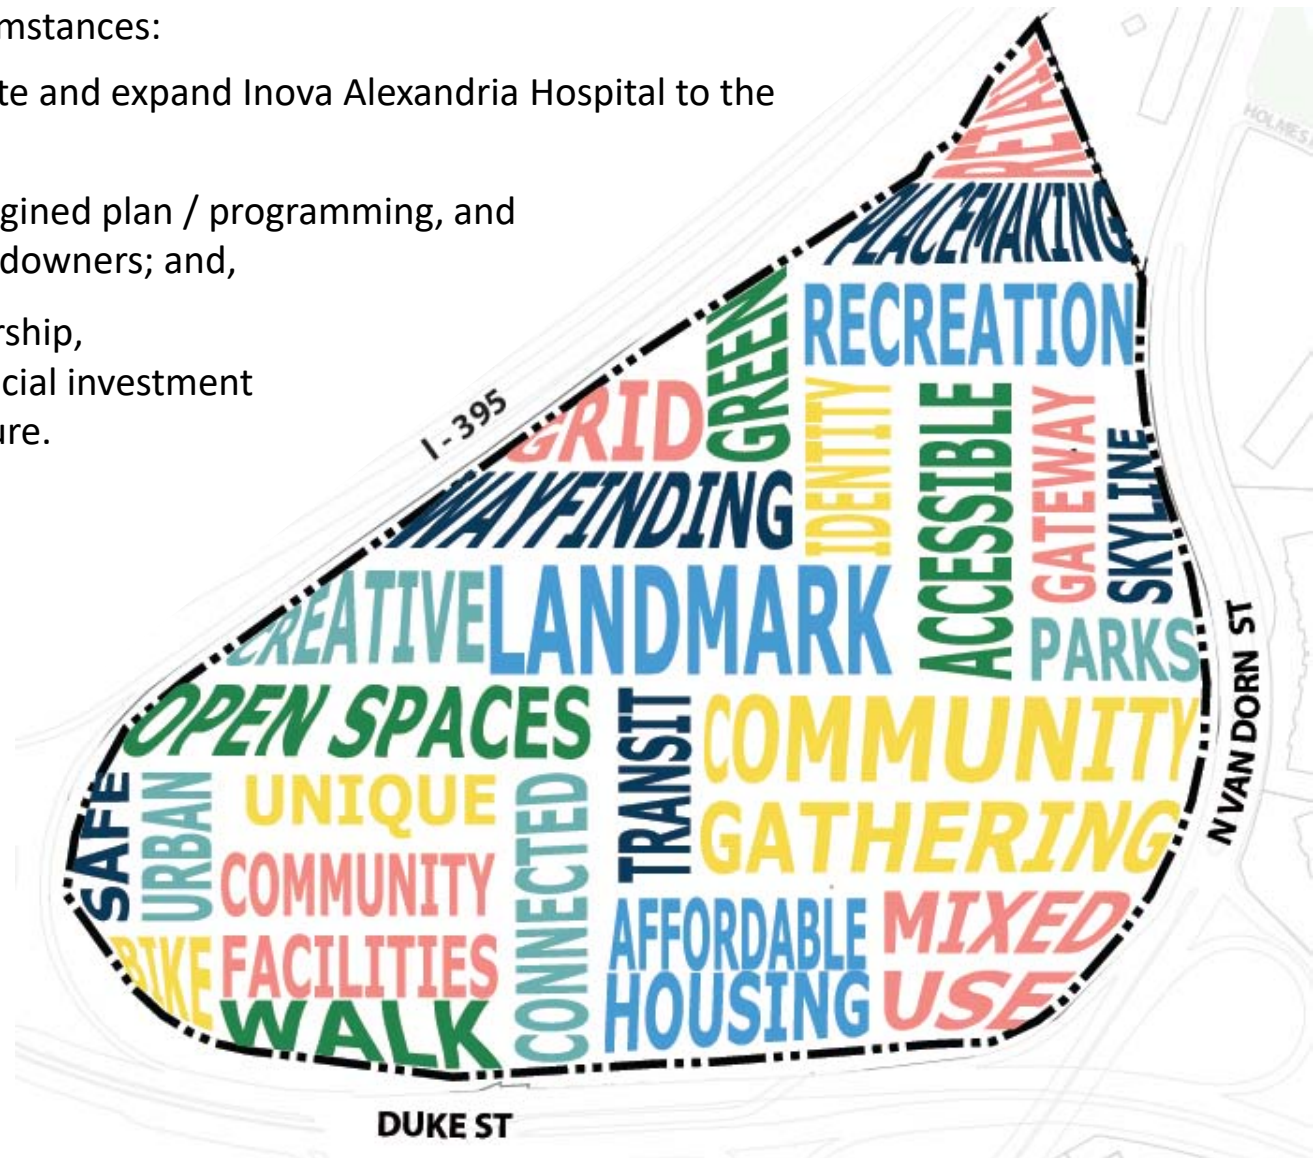 mstances:
te and expand Inova Alexandria Hospital to the
gined plan / programming, and
downers; and,
rship,
cial investment
ure.
RETAIL
PLACEMAKING
RECREATION
GREEN
GRID
I - 395
IDENTITY
ACCESSIBLE
GATEWAY
SKYLINE
WAYFINDING
CREATIVE
LANDMARK
PARKS
N VAN DORN ST
OPEN SPACES
TRANSIT
COMMUNITY
GATHERING
SAFE
URBAN
UNIQUE
CONNECTED
COMMUNITY
FACILITIES
AFFORDABLE
HOUSING
MIXED
USE
BIKE
WALK
DUKE ST